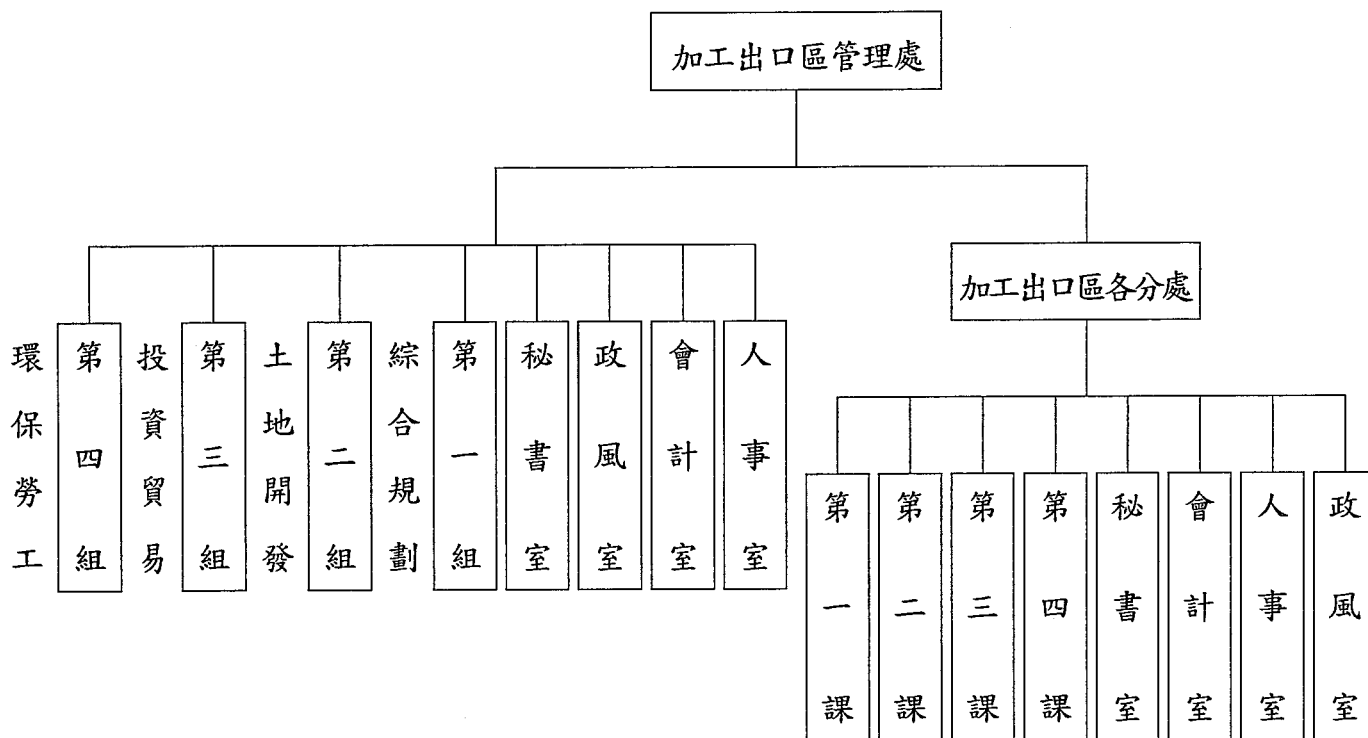 加工出口區管理處
加工出口區各分處
環保勞工
第四組
投資貿易
第三組
土地開發
第二組
綜合規劃
第一組
秘書室
政風室
會計室
人事室
第一課
第二課
第三課
第四課
秘書室
會計室
人事室
政風室